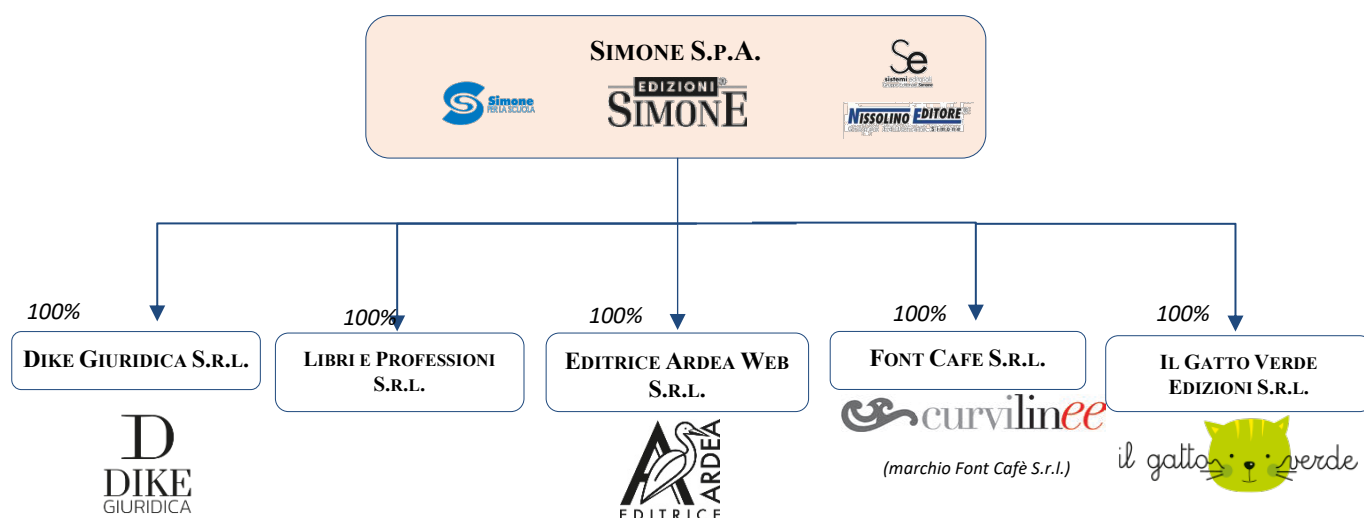 SIMONE S.P.A.
Se
sistemi editoriali
Simone
PER LA SCUOLA
EDIZIONI®
SIMONE
NISSOLINO EDITORE
100%
100%
100%
100%
100%
DIKE GIURIDICA S.R.L.
LIBRI E PROFESSIONI
S.R.L.
EDITRICE ARDEA WEB
S.R.L.
FONT CAFE S.R.L.
IL GATTO VERDE
EDIZIONI S.R.L.
D
DIKE
GIURIDICA
A
ARDEA
EDITRICE
curvilinee
(marchio Font Cafè S.r.l.)
il gatto verde